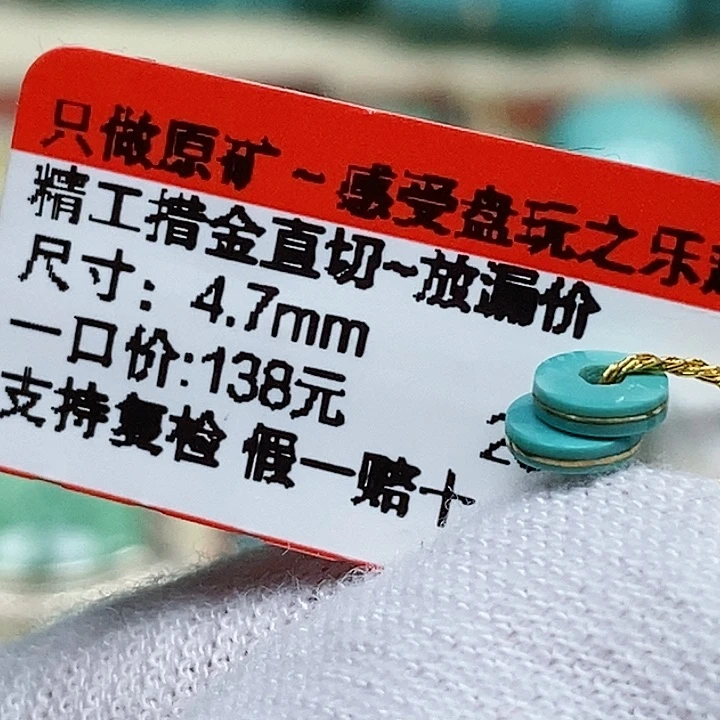 只做原矿~感受盘玩之乐趣
精工措金直切~放漏价
尺寸：4.7mm
一口价:138元
2
支持复检 假一赔十